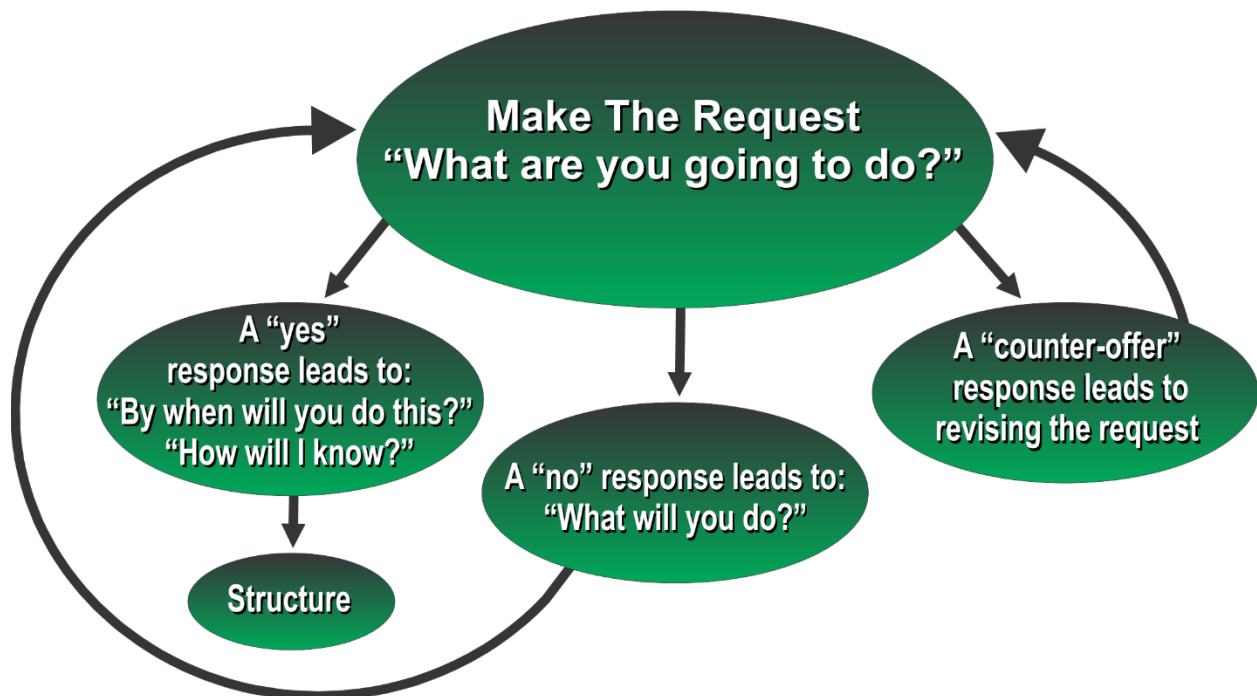 Make The Request
“What are you going to do?”
A “yes”
response leads to:
“By when will you do this?”
“How will I know?”
A “no” response leads to:
“What will you do?”
A “counter-offer”
response leads to
revising the request
Structure